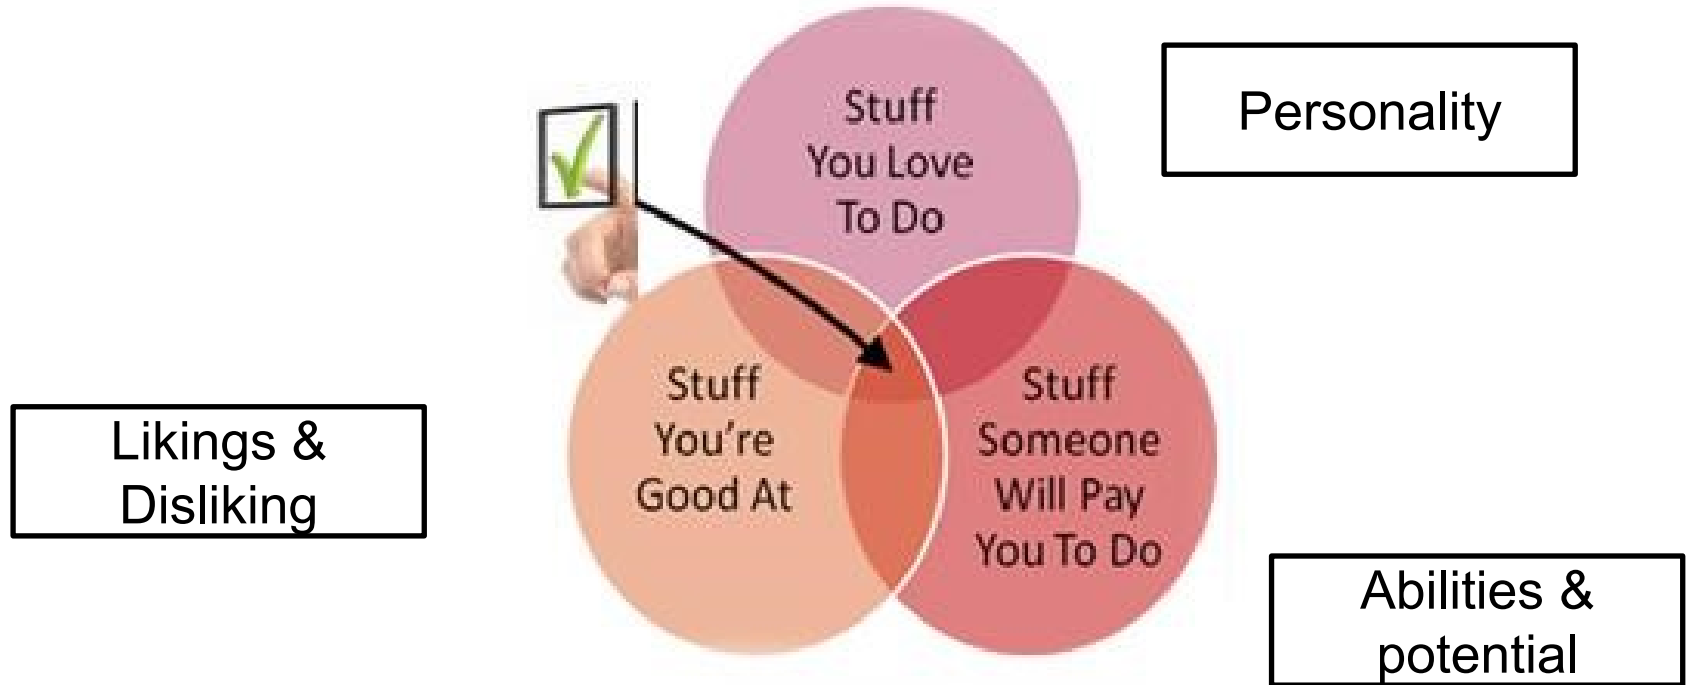 Stuff
You Love
To Do
Personality
Stuff
You're
Good At
Stuff
Someone
Will Pay
You To Do
Likings &
Disliking
Abilities &
potential